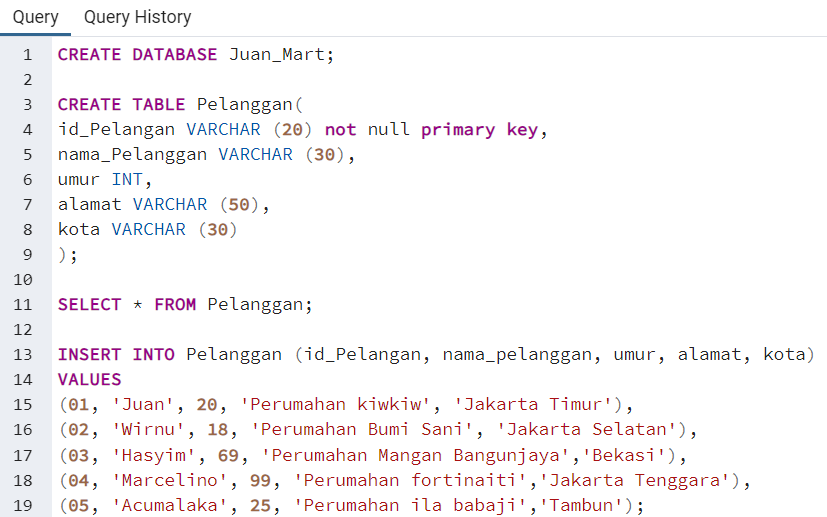 Query Query History
1 CREATE DATABASE Juan_Mart;
2
3 CREATE TABLE Pelanggan(
4 id_Pelangan VARCHAR (20) not null primary key,
5 nama_Pelanggan VARCHAR (30),
6 umur INT,
7 alamat VARCHAR (50),
8 kota VARCHAR (30)
9 );
10
11 SELECT * FROM Pelanggan;
12
13 INSERT INTO Pelanggan (id_Pelangan, nama_pelanggan, umur, alamat, kota)
14 VALUES
15 (01, 'Juan', 20, 'Perumahan kiwkiw', 'Jakarta Timur'),
16 (02, 'Wirnu', 18, 'Perumahan Bumi Sani', 'Jakarta Selatan'),
17 (03, 'Hasyim', 69, 'Perumahan Mangan Bangunjaya','Bekasi'),
18 (04, 'Marcelino', 99, 'Perumahan fortinaiti','Jakarta Tenggara'),
19 (05, 'Acumalaka', 25, 'Perumahan ila babaji','Tambun');